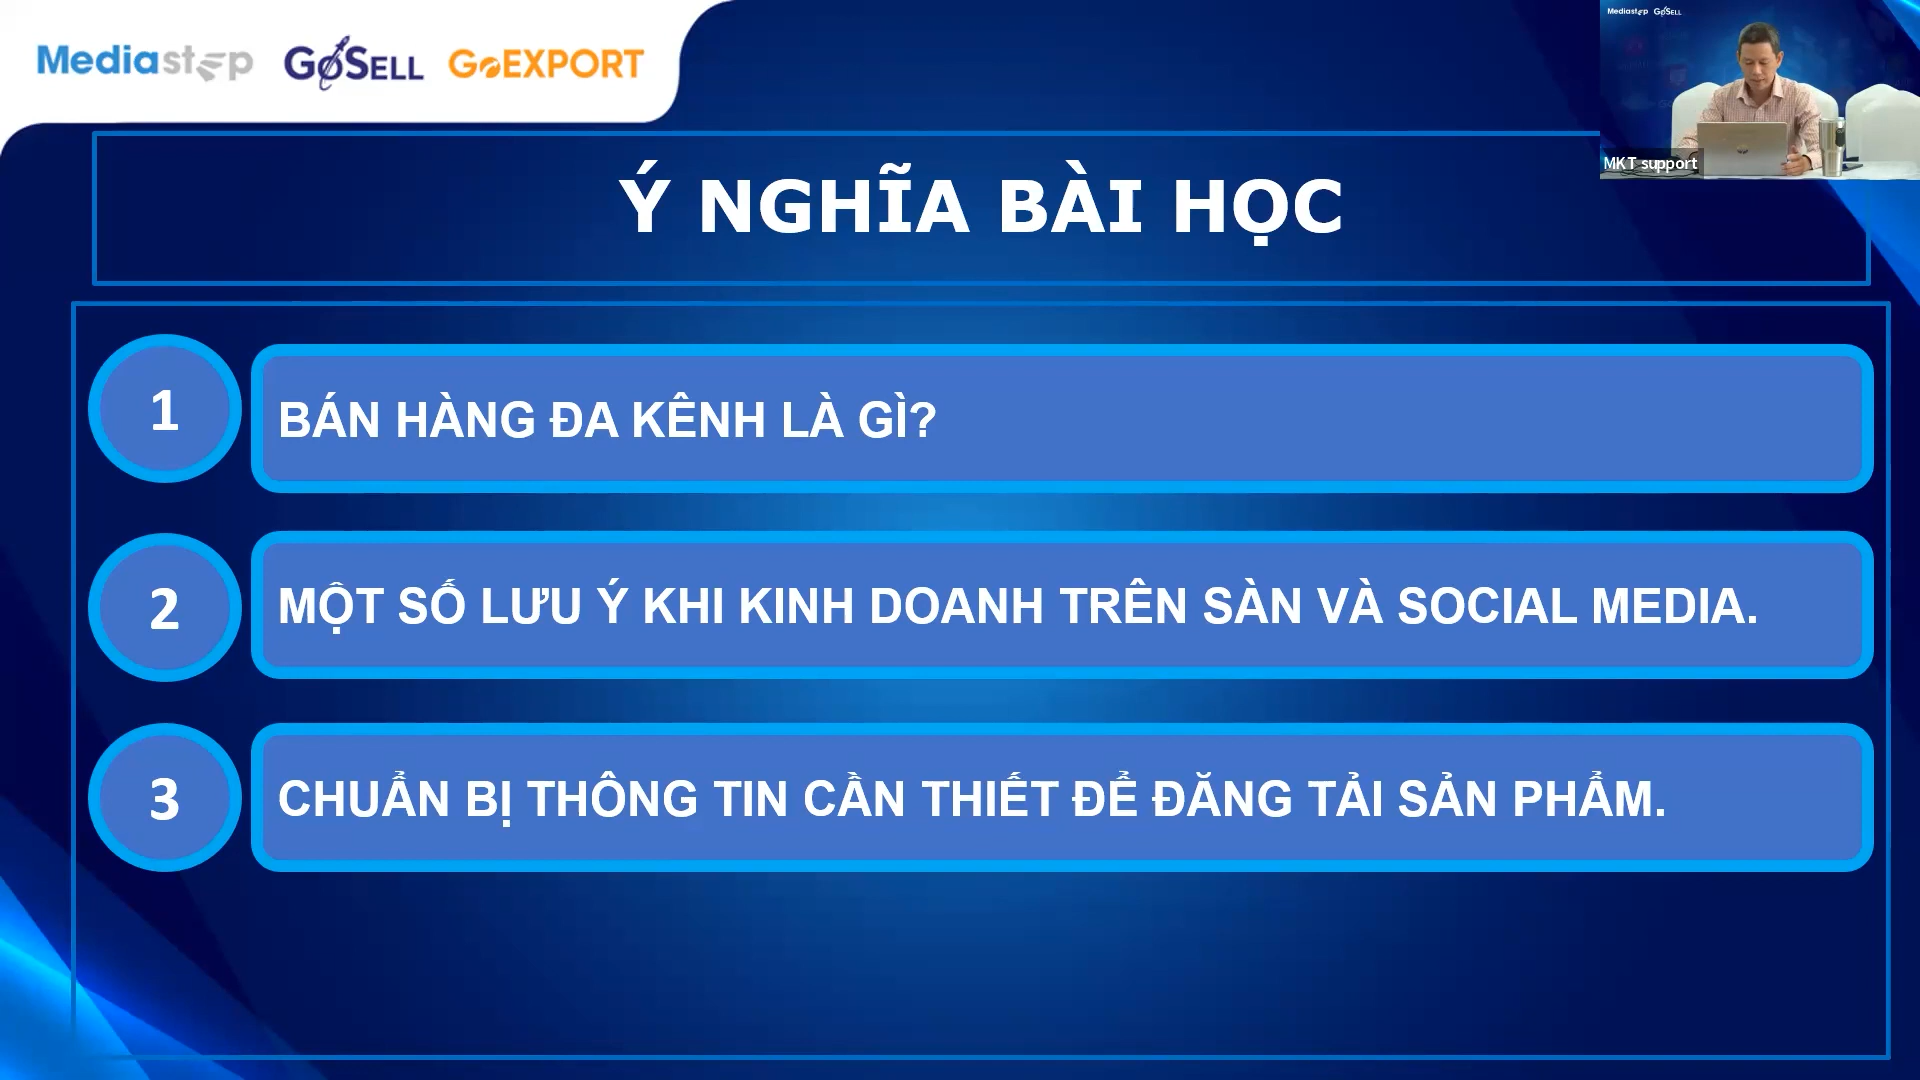 Mediastep GoSELL GoEXPORT
Mediastep GoSELL
MKT support
Ý NGHĨA BÀI HỌC
1
BÁN HÀNG ĐA KÊNH LÀ GÌ?
2
MỘT SỐ LƯU Ý KHI KINH DOANH TRÊN SÀN VÀ SOCIAL MEDIA.
3
CHUẨN BỊ THÔNG TIN CẦN THIẾT ĐỂ ĐĂNG TẢI SẢN PHẨM.